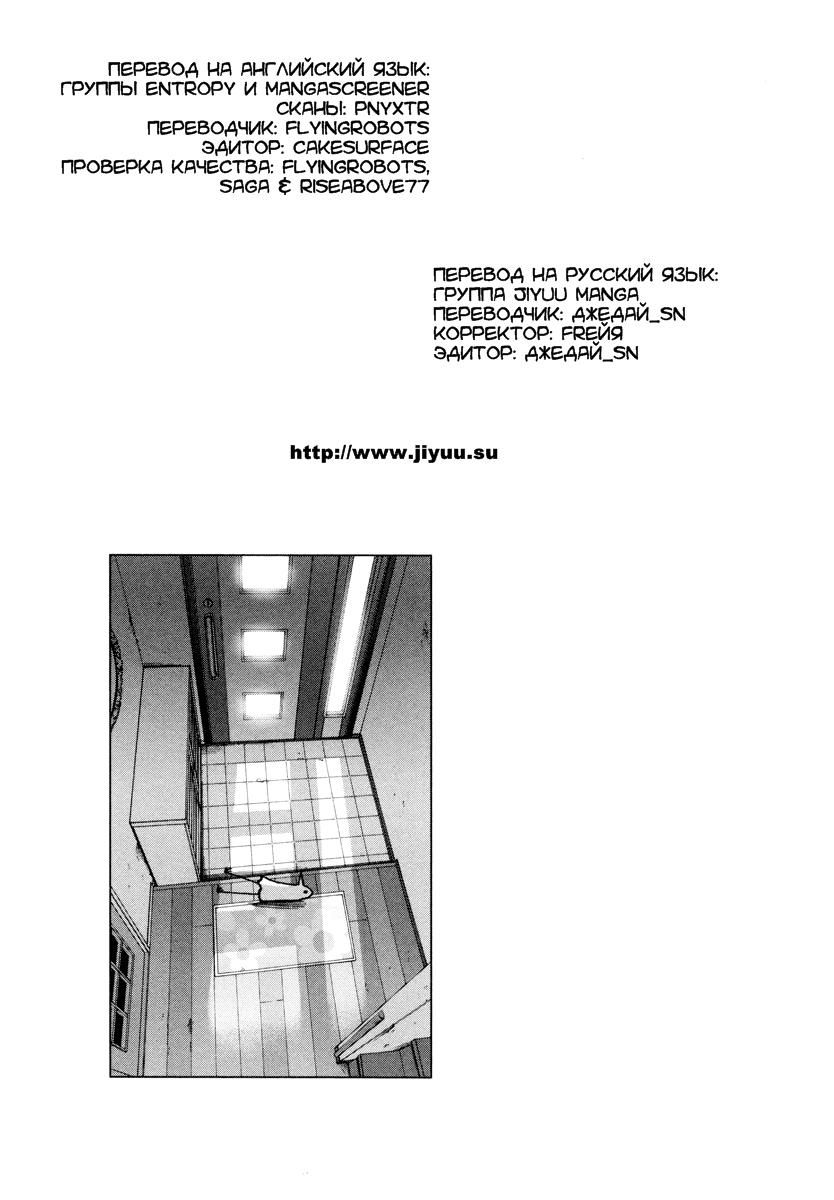 ПЕРЕВОД НА АНГЛИЙСКИЙ ЯЗЫК:
ГРУППЫ ENTROPY И MANGASCREENER
СКАНЫ: PNYXTR
ПЕРЕВОДЧИК: FLYINGROBOTS
ЭДИТОР: CAKESURFACE
ПРОВЕРКА КАЧЕСТВА: FLYINGROBOTS,
SAGA & RISEABOVE77
ПЕРЕВОД НА РУССКИЙ ЯЗЫК:
ГРУППА JIYUU MANGA
ПЕРЕВОДЧИК: ДЖЕДАЙ_SN
КОРРЕКТОР: FRЕЙЯ
ЭДИТОР: ДЖЕДАЙ_SN
http://www.jiyuu.su